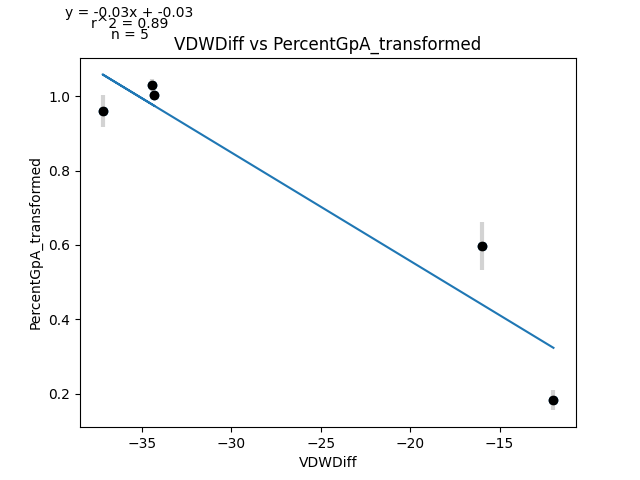 y = -0.03x + -0.03
r^2 = 0.89
n = 5
VDWDiff vs PercentGpA_transformed
1.0
0.8
0.6
0.4
0.2
PercentGpA_transformed
−35
−30
−25
−20
−15
VDWDiff